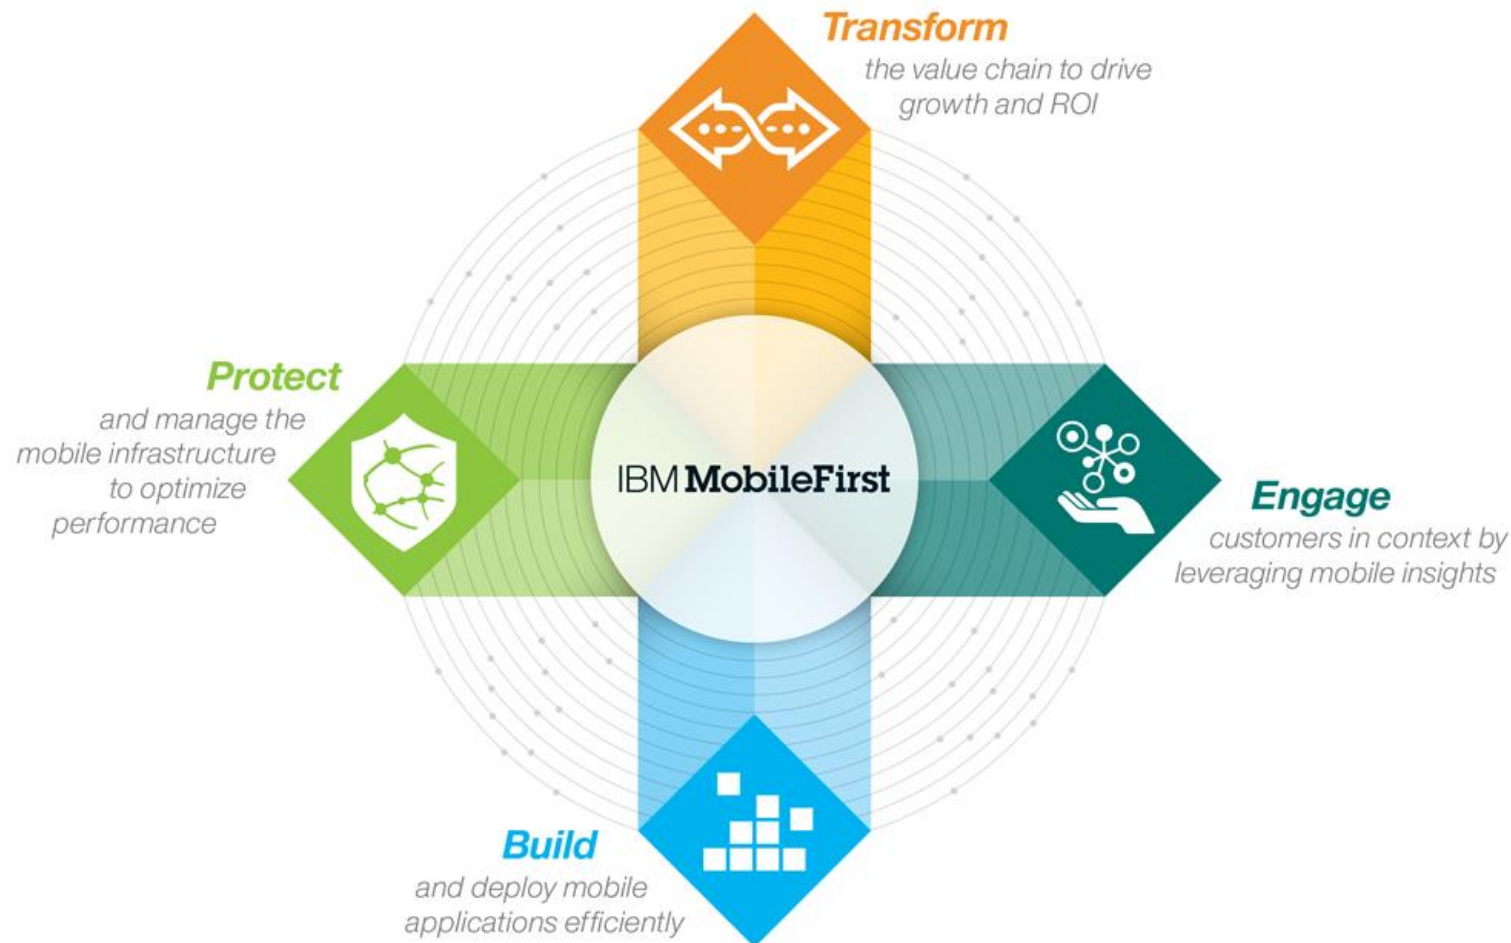 Transform
the value chain to drive
growth and ROI
Protect
and manage the
mobile infrastructure
to optimize
performance
IBM MobileFirst
Engage
customers in context by
leveraging mobile insights
Build
and deploy mobile
applications efficiently